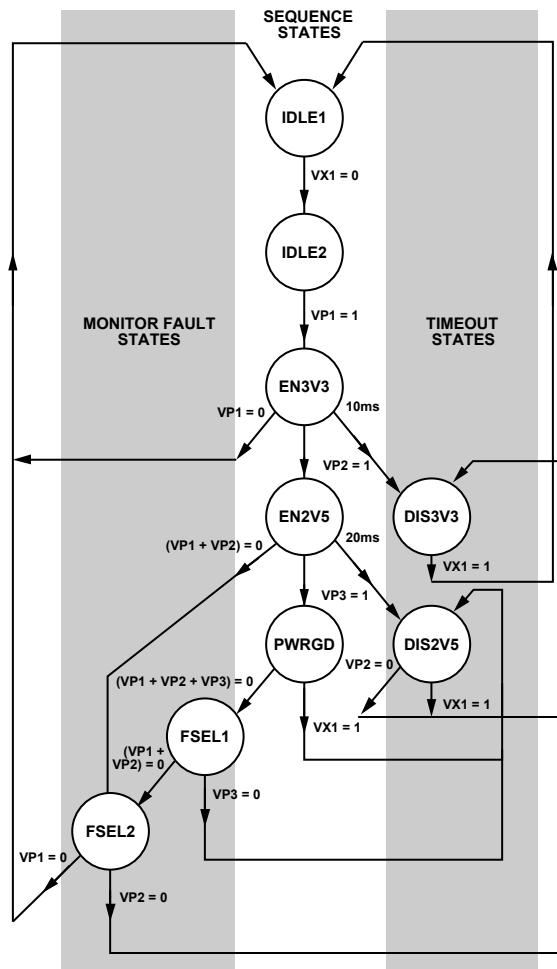 SEQUENCE
STATES
IDLE1
VX1 = 0
IDLE2
MONITOR FAULT
STATES
VP1 = 1
TIMEOUT
STATES
EN3V3
VP1 = 0
10ms
VP2 = 1
DIS3V3
EN2V5
(VP1 + VP2) = 0
20ms
VX1 = 1
VP3 = 1
PWRGD
DIS2V5
VP2 = 0
(VP1 + VP2 + VP3) = 0
VX1 = 1
VX1 = 1
FSEL1
(VP1 +
VP2) = 0
VP3 = 0
FSEL2
VP1 = 0
VP2 = 0